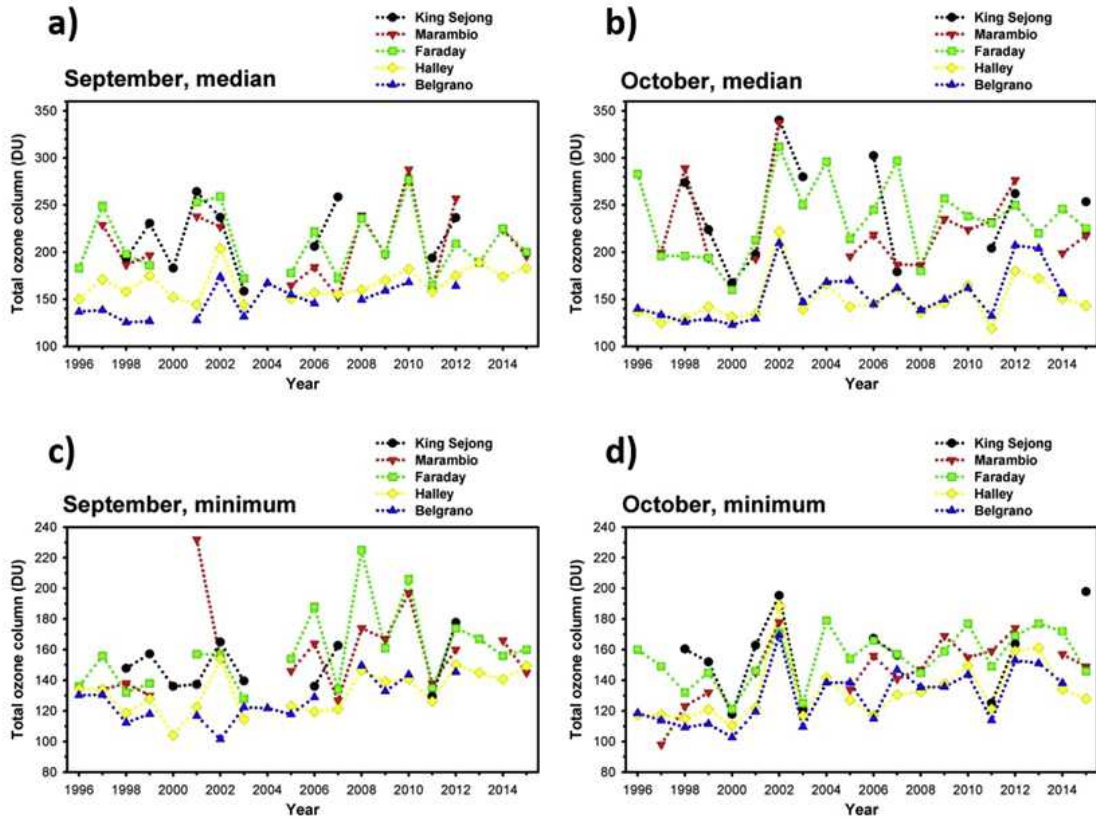 a)
King Sejong
Marambio
Faraday
Halley
Belgrano
September, median
Total ozone column (DU)
350
300
250
200
150
100
1996 1998 2000 2002 2004 2006 2008 2010 2012 2014
Year
b)
King Sejong
Marambio
Faraday
Halley
Belgrano
October, median
Total ozone column (DU)
350
300
250
200
150
100
1996 1998 2000 2002 2004 2006 2008 2010 2012 2014
Year
c)
King Sejong
Marambio
Faraday
Halley
Belgrano
September, minimum
Total ozone column (DU)
240
220
200
180
160
140
120
100
80
1996 1998 2000 2002 2004 2006 2008 2010 2012 2014
Year
d)
King Sejong
Marambio
Faraday
Halley
Belgrano
October, minimum
Total ozone column (DU)
240
220
200
180
160
140
120
100
80
1996 1998 2000 2002 2004 2006 2008 2010 2012 2014
Year